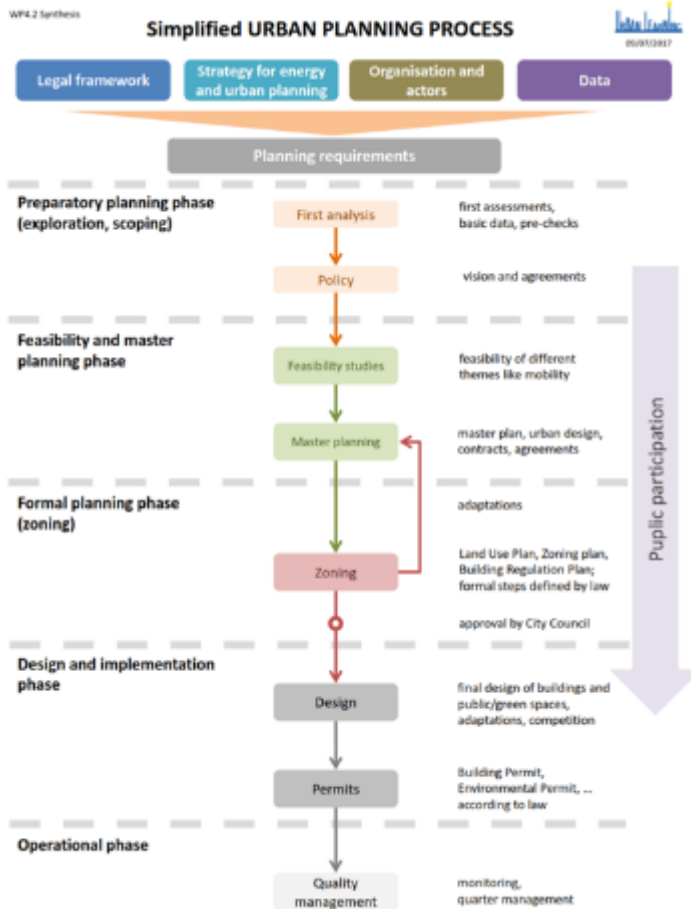 WP4.2 Synthesis
Simplified URBAN PLANNING PROCESS
URBAN LEARNING
05/07/2017
Legal framework
Strategy for energy
and urban planning
Organisation and
actors
Data
Planning requirements
Preparatory planning phase
(exploration, scoping)
First analysis
first assessments,
basic data, pre-checks
Policy
vision and agreements
Feasibility and master
planning phase
Feasibility studies
feasibility of different
themes like mobility
Master planning
master plan, urban design,
contracts, agreements
Formal planning phase
(zoning)
adaptations
Zoning
Land Use Plan, Zoning plan,
Building Regulation Plan;
formal steps defined by law
approval by City Council
Puplic participation
Design and implementation
phase
Design
final design of buildings and
public/green spaces,
adaptations, competition
Permits
Building Permit,
Environmental Permit, ...
according to law
Operational phase
Quality
management
monitoring,
quarter management